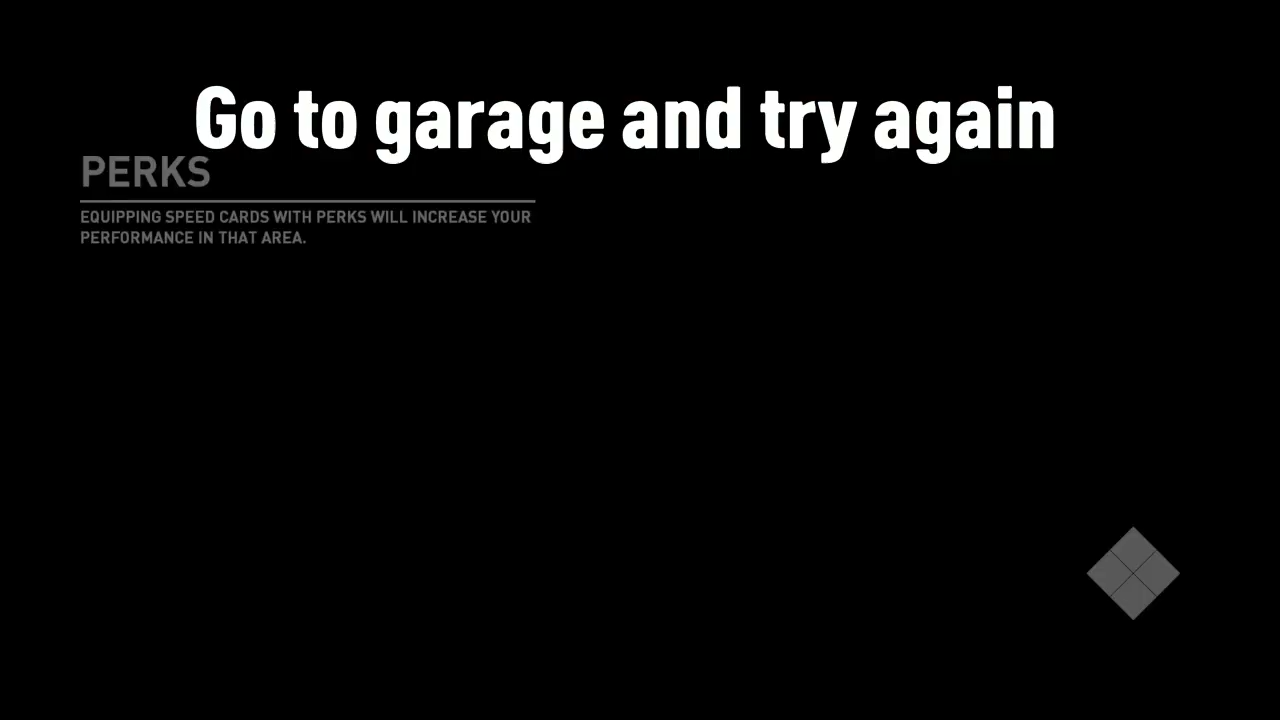 Go to garage and try again
PERKS
EQUIPPING SPEED CARDS WITH PERKS WILL INCREASE YOUR
PERFORMANCE IN THAT AREA.